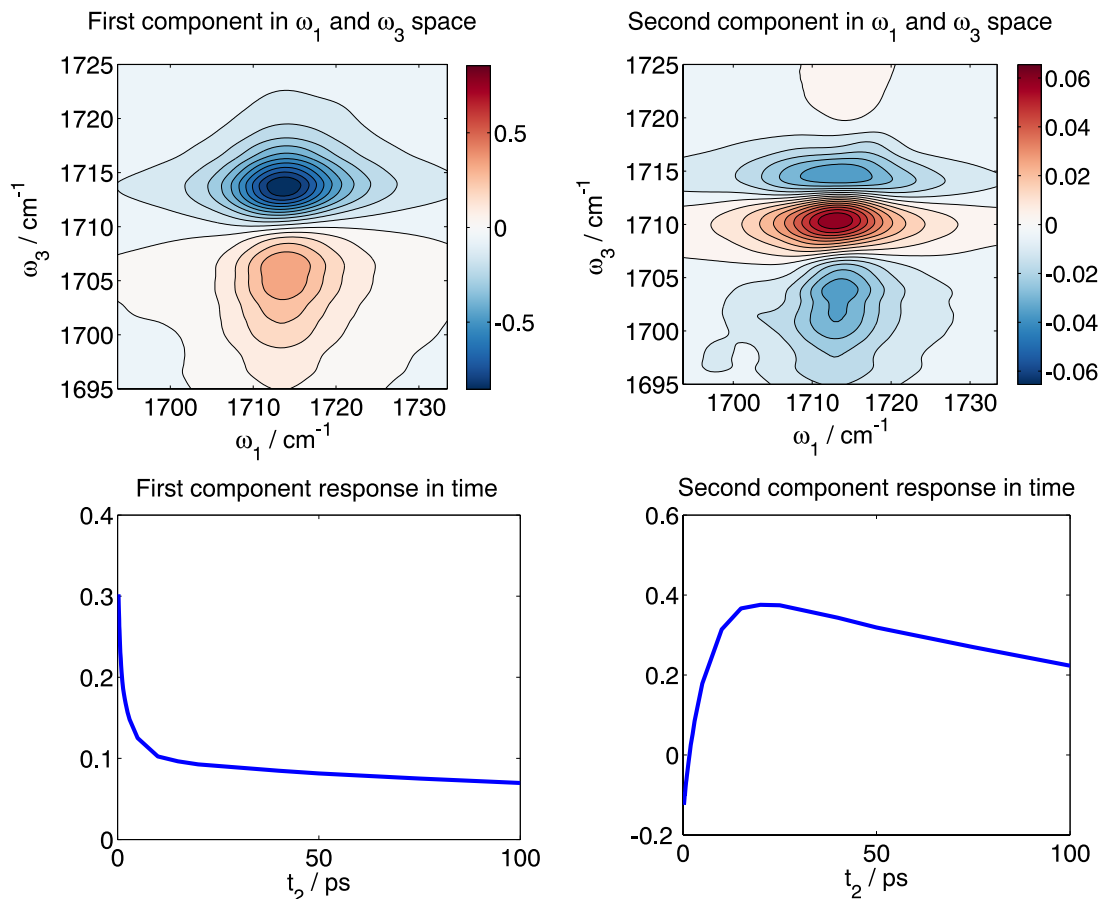 First component in ω1 and ω3 space
1725
1720
1715
1710
1705
1700
1695
ω3 / cm-1
1700 1710 1720 1730
ω1 / cm-1
0.5
0
-0.5
Second component in ω1 and ω3 space
1725
1720
1715
1710
1705
1700
1695
ω3 / cm-1
1700 1710 1720 1730
ω1 / cm-1
0.06
0.04
0.02
0
-0.02
-0.04
-0.06
First component response in time
0.4
0.3
0.2
0.1
0
0 50 100
t2 / ps
Second component response in time
0.6
0.4
0.2
0
-0.2
0 50 100
t2 / ps